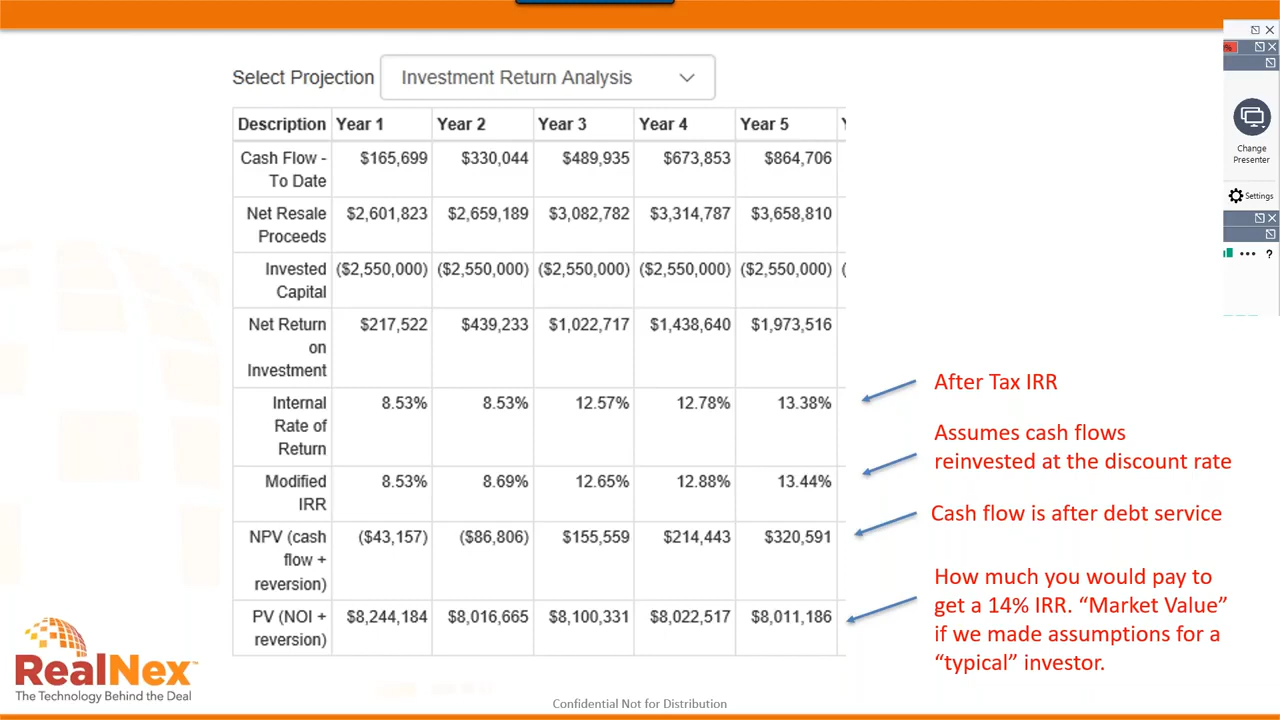 Select Projection Investment Return Analysis
Description Year 1 Year 2 Year 3 Year 4 Year 5
Cash Flow - $165,699 $330,044 $489,935 $673,853 $864,706
To Date
Net Resale $2,601,823 $2,659,189 $3,082,782 $3,314,787 $3,658,810
Proceeds
Invested ($2,550,000) ($2,550,000) ($2,550,000) ($2,550,000) ($2,550,000) (
Capital
Net Return $217,522 $439,233 $1,022,717 $1,438,640 $1,973,516
on
Investment
Internal 8.53% 8.53% 12.57% 12.78% 13.38%
Rate of
Return
Modified 8.53% 8.69% 12.65% 12.88% 13.44%
IRR
NPV (cash ($43,157) ($86,806) $155,559 $214,443 $320,591
flow +
reversion)
PV (NOI + $8,244,184 $8,016,665 $8,100,331 $8,022,517 $8,011,186
reversion)
After Tax IRR
Assumes cash flows
reinvested at the discount rate
Cash flow is after debt service
How much you would pay to
get a 14% IRR. “Market Value”
if we made assumptions for a
“typical” investor.
%
Change
Presenter
Settings
... ?
RealNex™
The Technology Behind the Deal
Confidential Not for Distribution